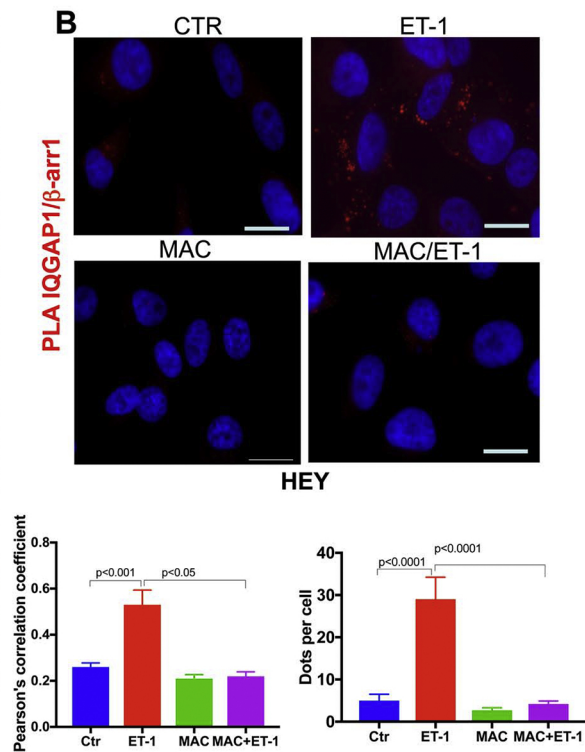 B
CTR
ET-1
PLA IQGAP1/β-arr1
MAC
MAC/ET-1
HEY
Pearson's correlation coefficient
0.8
0.6
0.4
0.2
0.0
p<0.001
p<0.05
Ctr
ET-1
MAC
MAC+ET-1
Dots per cell
40
30
20
10
0
p<0.0001
p<0.0001
Ctr
ET-1
MAC
MAC+ET-1